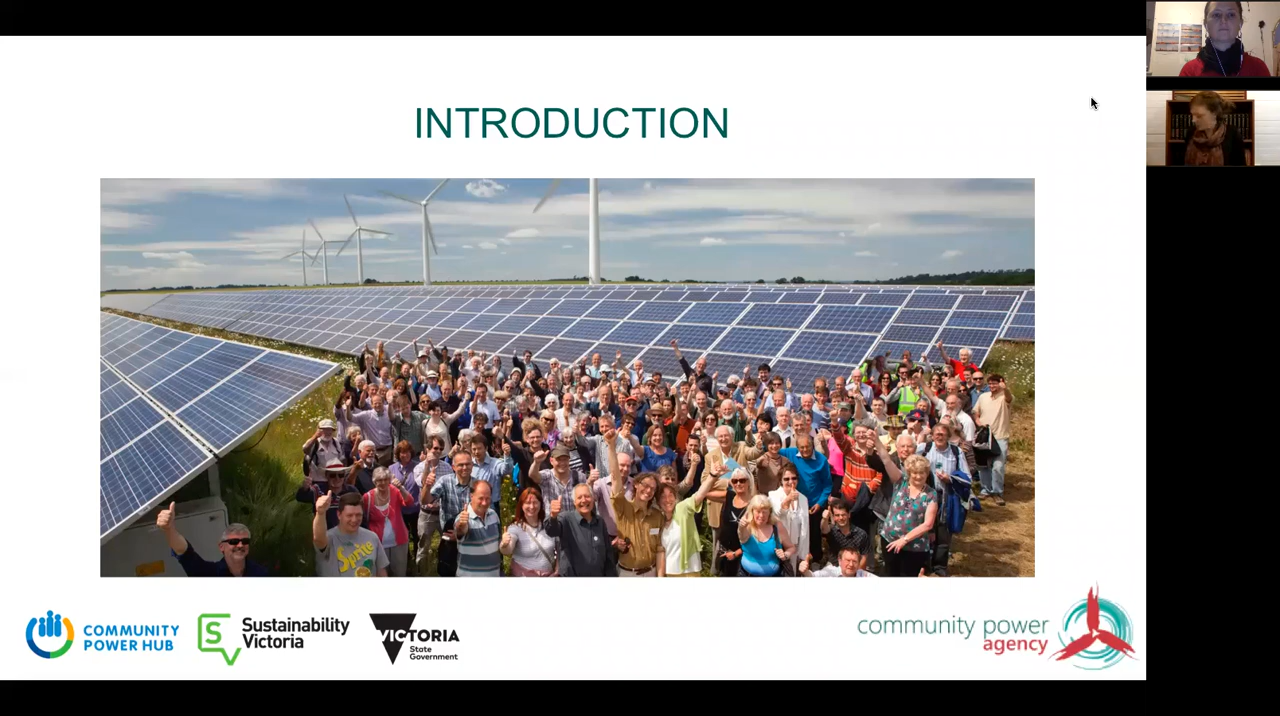 INTRODUCTION
Sprite
COMMUNITY
POWER HUB
S
Sustainability
Victoria
VICTORIA
State
Government
community power
agency